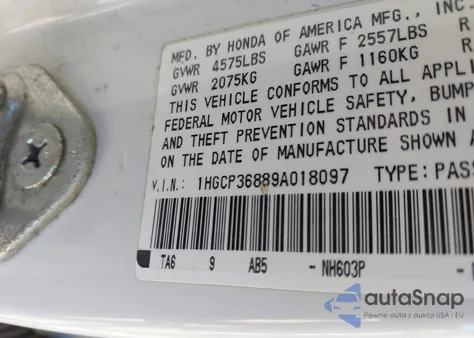 MFD. BY HONDA OF AMERICA MFG., INC
GVWR 4575LBS GAWR F 2557LBS R
GVWR 2075KG GAWR F 1160KG R
THIS VEHICLE CONFORMS TO ALL APPLI
FEDERAL MOTOR VEHICLE SAFETY, BUMP
AND THEFT PREVENTION STANDARDS IN
ON THE DATE OF MANUFACTURE SHOWN A
V.I.N.: 1HGCP36889A018097 TYPE:PASS
TA6 9 AB5 -NH603P
autoSnap
Pewne auto z aukcji USA i EU